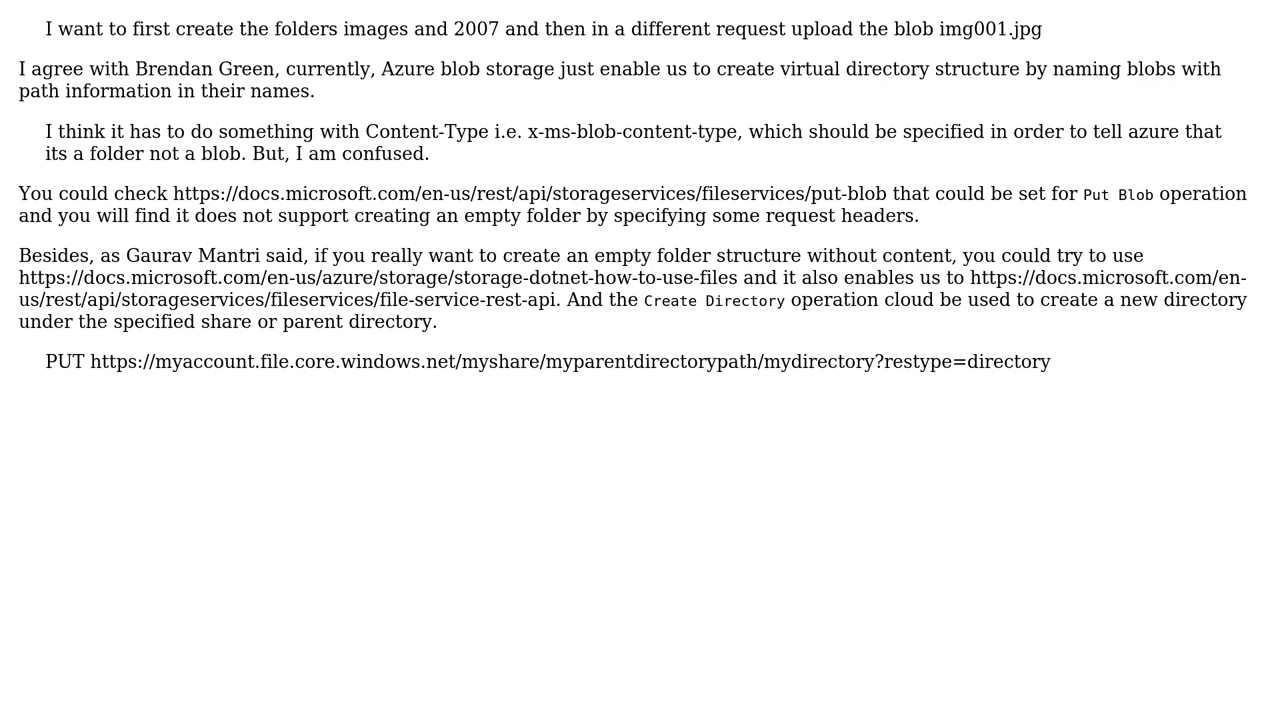 I want to first create the folders images and 2007 and then in a different request upload the blob img001.jpg
I agree with Brendan Green, currently, Azure blob storage just enable us to create virtual directory structure by naming blobs with
path information in their names.
I think it has to do something with Content-Type i.e. x-ms-blob-content-type, which should be specified in order to tell azure that
its a folder not a blob. But, I am confused.
You could check https://docs.microsoft.com/en-us/rest/api/storageservices/fileservices/put-blob that could be set for Put Blob operation
and you will find it does not support creating an empty folder by specifying some request headers.
Besides, as Gaurav Mantri said, if you really want to create an empty folder structure without content, you could try to use
https://docs.microsoft.com/en-us/azure/storage/storage-dotnet-how-to-use-files and it also enables us to https://docs.microsoft.com/en-
us/rest/api/storageservices/fileservices/file-service-rest-api. And the Create Directory operation cloud be used to create a new directory
under the specified share or parent directory.
PUT https://myaccount.file.core.windows.net/myshare/myparentdirectorypath/mydirectory?restype=directory